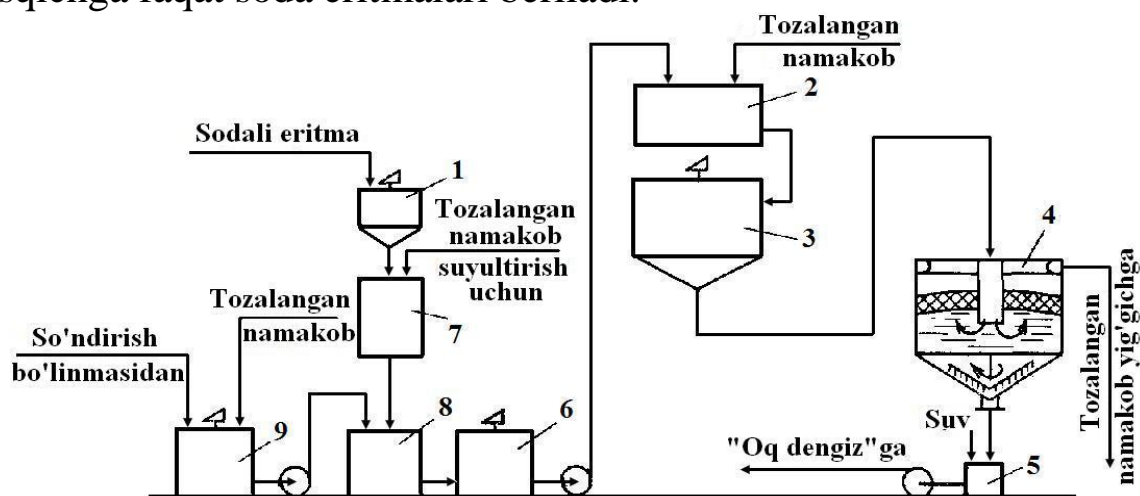 Tozalangan
namakob
2
Sodali eritma
1
Tozalangan
namakob
suyultirish
uchun
3
4
Tozalangan
namakob
7
So'ndirish
bo'linmasidan
9
8
6
Tozalangan
namakob yig'gichga
Suv
"Oq dengiz"ga
5